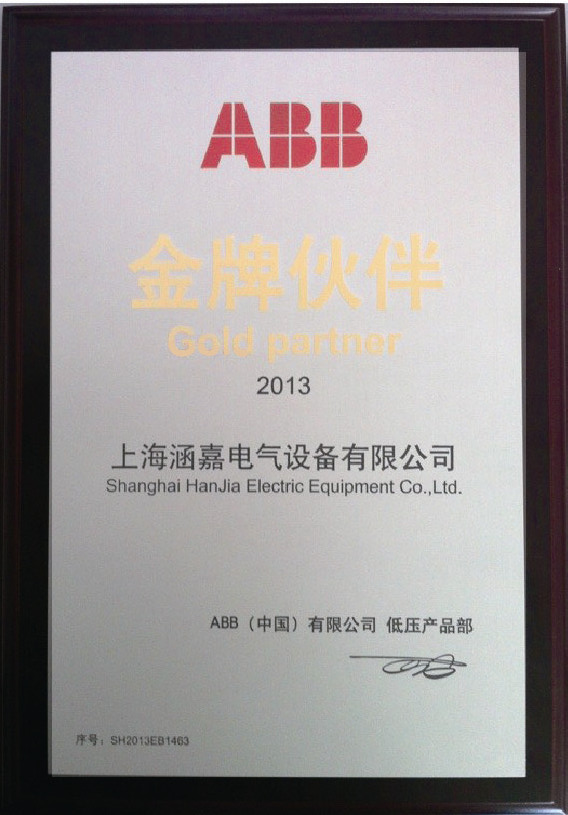 ABB
金牌伙伴
Gold partner
2013
上海涵嘉电气设备有限公司
Shanghai HanJia Electric Equipment Co.,Ltd.
ABB（中国）有限公司 低压产品部
序号：SH2013EB1463